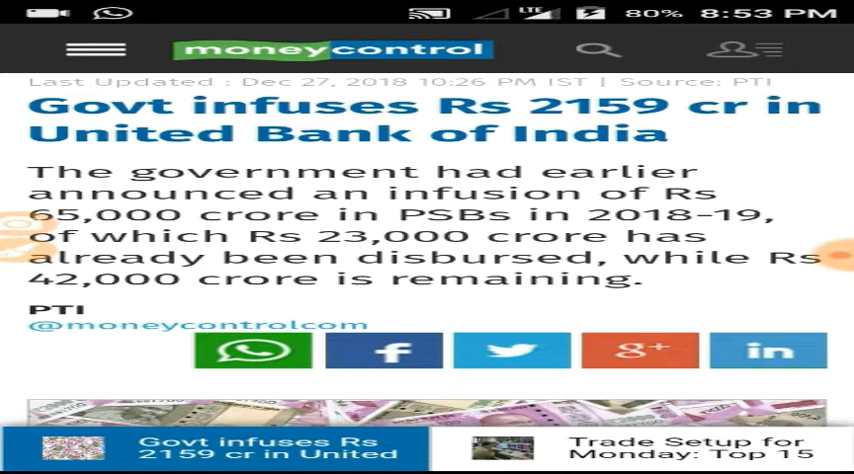 LTE 80% 8:53 PM
moneycontrol
Last Updated : Dec 27, 2018 10:26 PM IST | Source: PTI
Govt infuses Rs 2159 cr in
United Bank of India
The government had earlier
announced an infusion of Rs
65,000 crore in PSBs in 2018-19,
of which Rs 23,000 crore has
already been disbursed, while Rs
42,000 crore is remaining.
PTI
@moneycontrolcom
f g+ in
Govt infuses Rs
2159 cr in United
Trade Setup for
Monday: Top 15